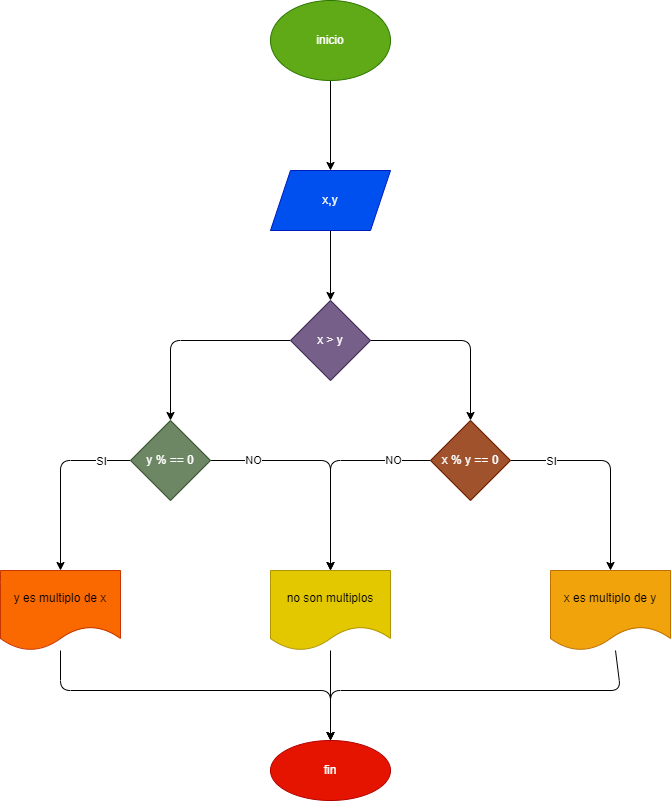 inicio
x,y
x > y
y % == 0
x % y == 0
SI
NO
NO
SI
y es multiplo de x
no son multiplos
x es multiplo de y
fin